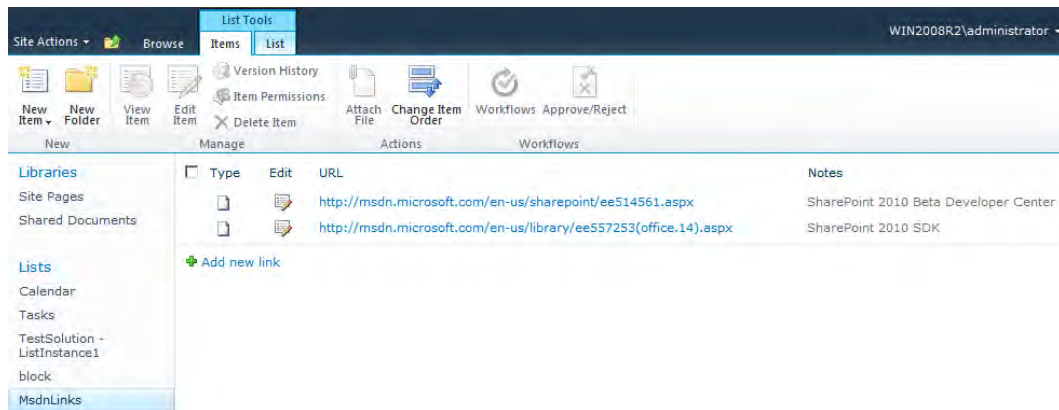 List Tools
Site Actions Browse Items List WIN2008R2\administrator
Version History
Item Permissions
Delete Item
New Item New Folder View Item Edit Item Attach File Change Item Order Workflows Approve/Reject
New Manage Actions Workflows
Libraries
Site Pages
Shared Documents
Lists
Calendar
Tasks
TestSolution -
ListInstance1
block
MsdnLinks
Type Edit URL Notes
http://msdn.microsoft.com/en-us/sharepoint/ee514561.aspx SharePoint 2010 Beta Developer Center
http://msdn.microsoft.com/en-us/library/ee557253(office.14).aspx SharePoint 2010 SDK
Add new link